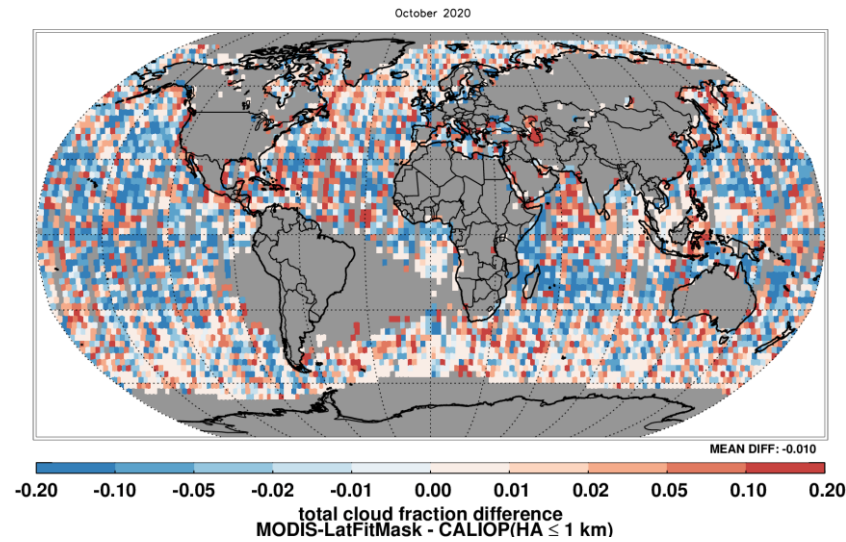 October 2020
MEAN DIFF: -0.010
-0.20 -0.10 -0.05 -0.02 -0.01 0.00 0.01 0.02 0.05 0.10 0.20
total cloud fraction difference
MODIS-LatFitMask - CALIOP(HA ≤ 1 km)